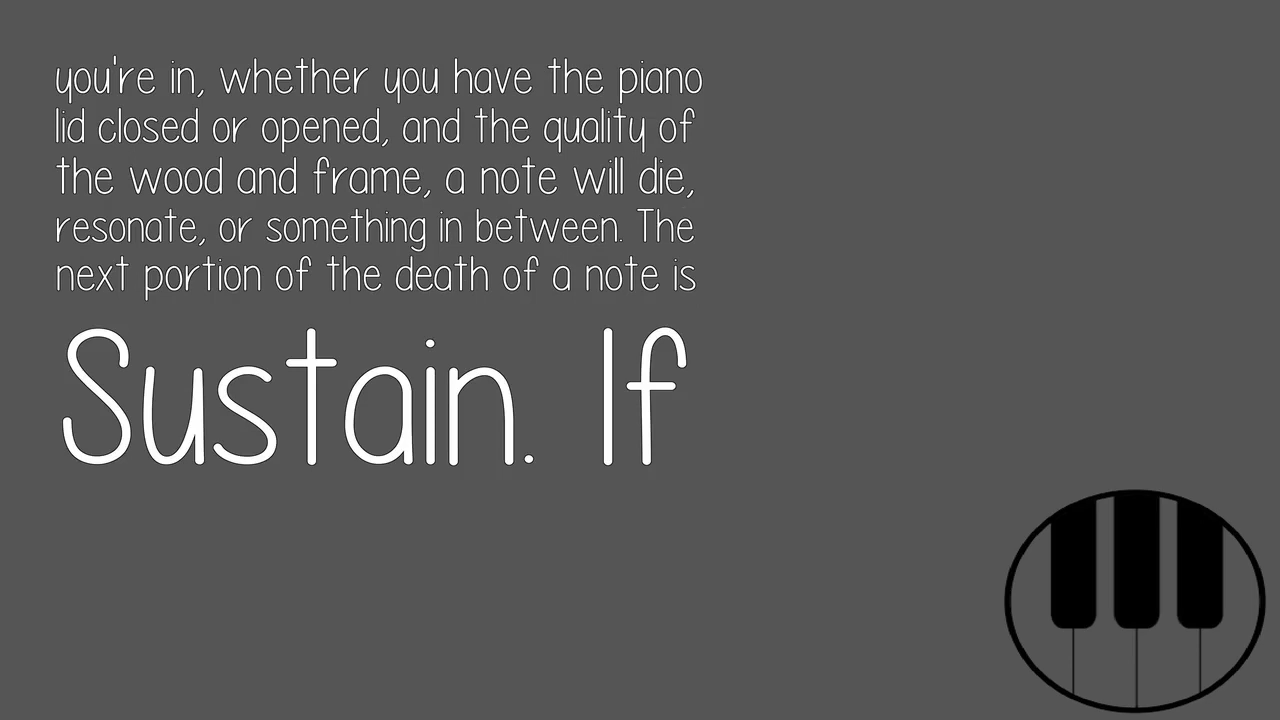 you're in, whether you have the piano
lid closed or opened, and the quality of
the wood and frame, a note will die,
resonate, or something in between. The
next portion of the death of a note is
Sustain. If